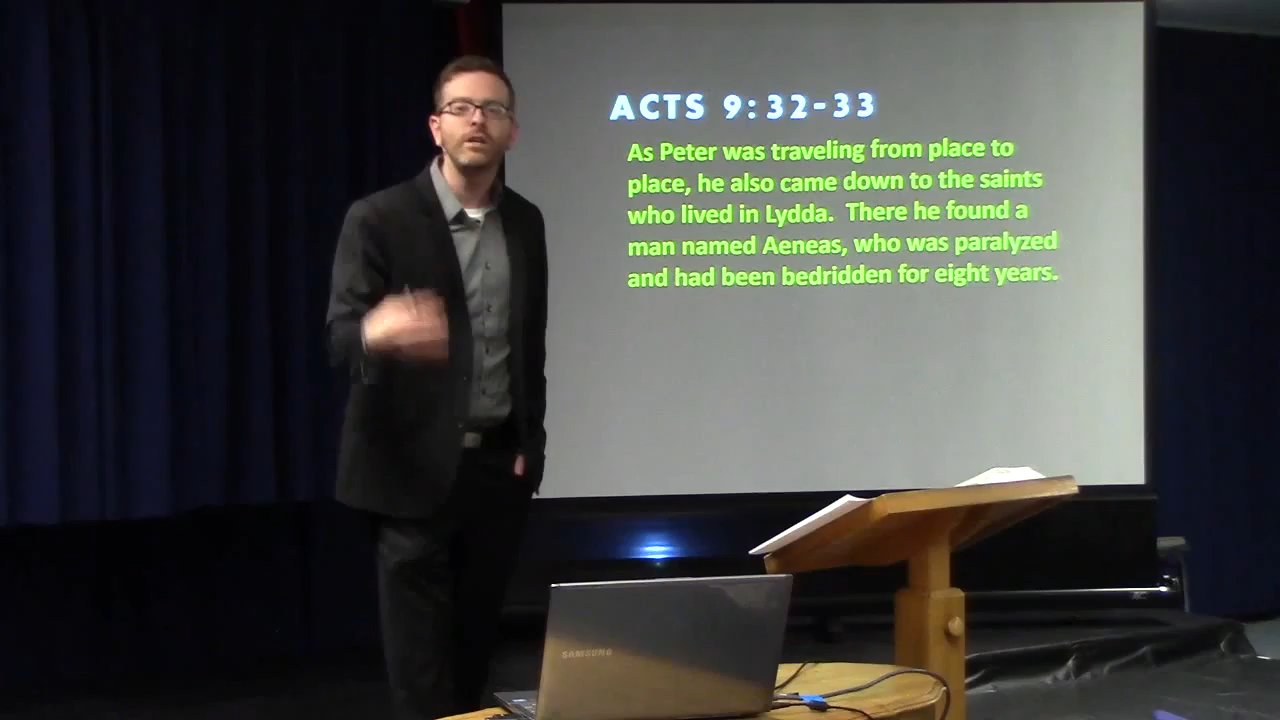 ACTS 9:32-33
As Peter was traveling from place to
place, he also came down to the saints
who lived in Lydda.  There he found a
man named Aeneas, who was paralyzed
and had been bedridden for eight years.
SAMSUNG